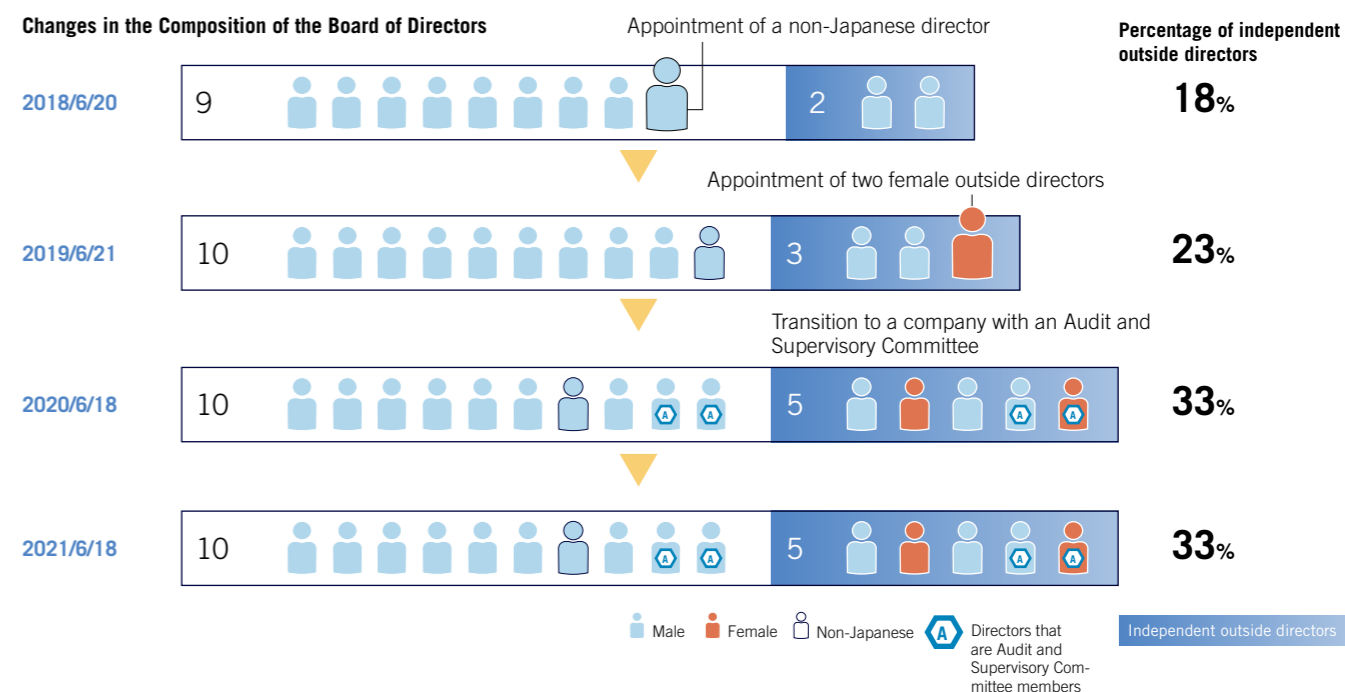 Changes in the Composition of the Board of Directors
Appointment of a non-Japanese director
Percentage of independent
outside directors
2018/6/20
9
2
18%
Appointment of two female outside directors
2019/6/21
10
3
23%
Transition to a company with an Audit and
Supervisory Committee
2020/6/18
10
A
A
5
A
A
33%
2021/6/18
10
A
A
5
A
A
33%
Male
Female
Non-Japanese
A
Directors that
are Audit and
Supervisory Com-
mittee members
Independent outside directors